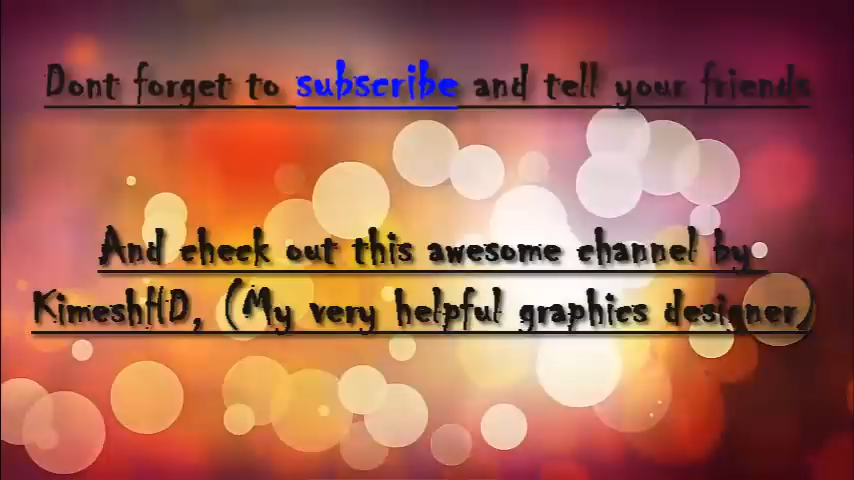 Dont forget to subscribe and tell your friends
And check out this awesome channel by
KimeshHD, (My very helpful graphics designer)